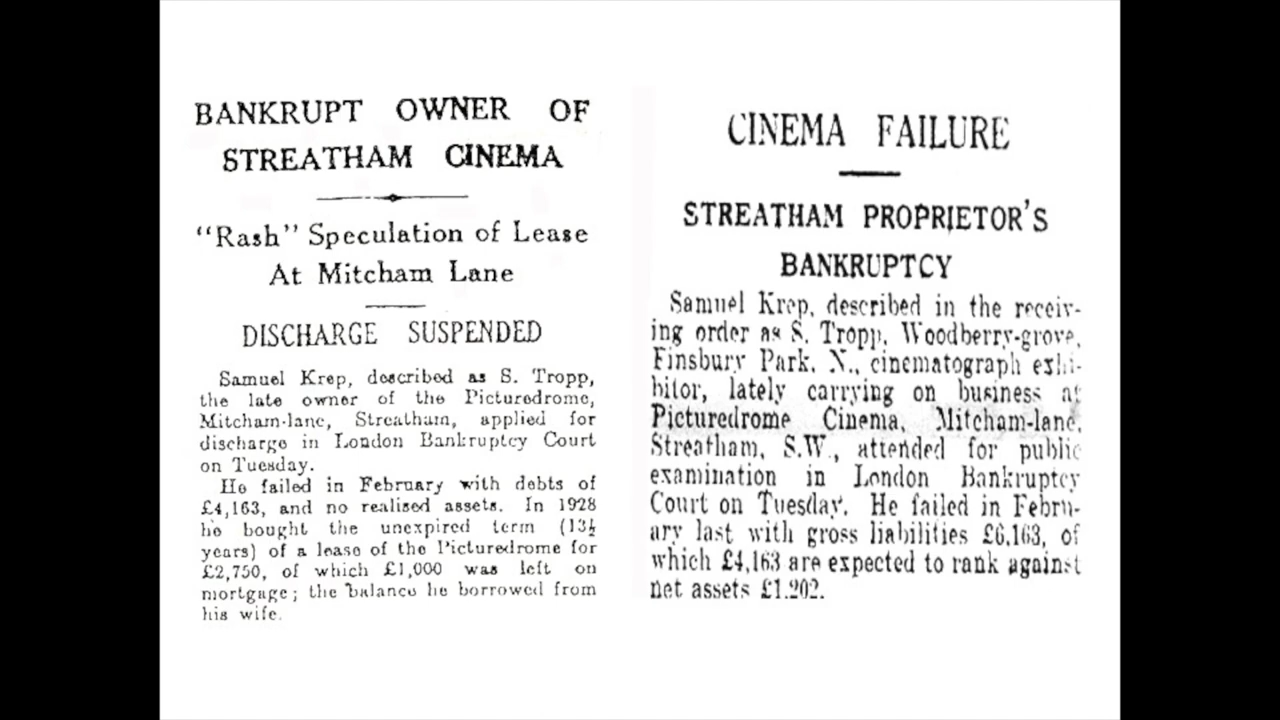 BANKRUPT OWNER OF
STREATHAM CINEMA
"Rash" Speculation of Lease
At Mitcham Lane
DISCHARGE SUSPENDED
Samuel Krep, described as S. Tropp,
the late owner of the Picturedrome,
Mitcham-lane, Streatham, applied for
discharge in London Bankruptcy Court
on Tuesday.
He failed in February with debts of
£4,163, and no realised assets. In 1928
he bought the unexpired term (13½
years) of a lease of the Picturedrome for
£2,750, of which £1,000 was left on
mortgage; the balance he borrowed from
his wife.
CINEMA FAILURE
STREATHAM PROPRIETOR'S
BANKRUPTCY
Samuel Krep, described in the receiv-
ing order as S. Tropp, Woodberry-grove,
Finsbury Park, N., cinematograph exhi-
bitor, lately carrying on business at
Picturedrome Cinema, Mitcham-lane,
Streatham, S.W., attended for public
examination in London Bankruptcy
Court on Tuesday. He failed in Febru-
ary last with gross liabilities £6,163, of
which £4,163 are expected to rank against
net assets £1,202.